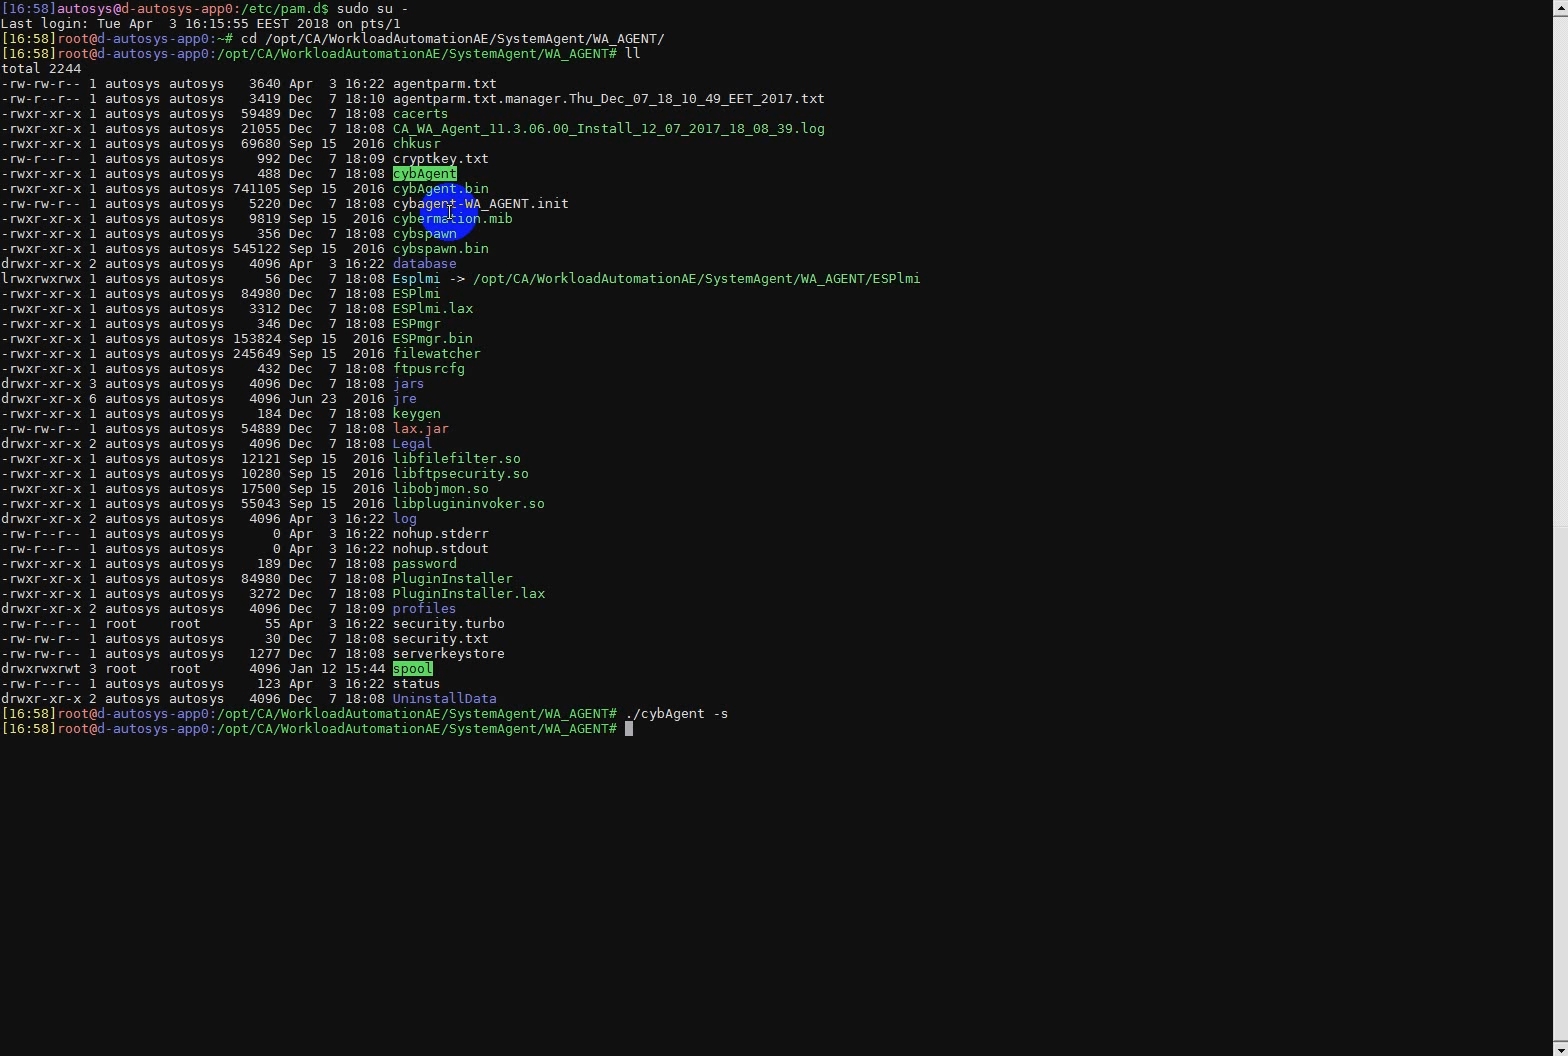 [16:58]autosys@d-autosys-app0:/etc/pam.d$ sudo su -
Last login: Tue Apr  3 16:15:55 EEST 2018 on pts/1
[16:58]root@d-autosys-app0:~# cd /opt/CA/WorkloadAutomationAE/SystemAgent/WA_AGENT/
[16:58]root@d-autosys-app0:/opt/CA/WorkloadAutomationAE/SystemAgent/WA_AGENT# ll
total 2244
-rw-rw-r-- 1 autosys autosys   3640 Apr  3 16:22 agentparm.txt
-rw-r--r-- 1 autosys autosys   3419 Dec  7 18:10 agentparm.txt.manager.Thu_Dec_07_18_10_49_EET_2017.txt
-rwxr-xr-x 1 autosys autosys  59489 Dec  7 18:08 cacerts
-rwxr-xr-x 1 autosys autosys  21055 Dec  7 18:08 CA_WA_Agent_11.3.06.00_Install_12_07_2017_18_08_39.log
-rwxr-xr-x 1 autosys autosys  69680 Sep 15  2016 chkusr
-rw-r--r-- 1 autosys autosys    992 Dec  7 18:09 cryptkey.txt
-rwxr-xr-x 1 autosys autosys    488 Dec  7 18:08 cybAgent
-rwxr-xr-x 1 autosys autosys 741105 Sep 15  2016 cybAgent.bin
-rw-rw-r-- 1 autosys autosys   5220 Dec  7 18:08 cybagent-WA_AGENT.init
-rwxr-xr-x 1 autosys autosys   9819 Sep 15  2016 cybermation.mib
-rwxr-xr-x 1 autosys autosys    356 Dec  7 18:08 cybspawn
-rwxr-xr-x 1 autosys autosys 545122 Sep 15  2016 cybspawn.bin
drwxr-xr-x 2 autosys autosys   4096 Apr  3 16:22 database
lrwxrwxrwx 1 autosys autosys     56 Dec  7 18:08 Esplmi -> /opt/CA/WorkloadAutomationAE/SystemAgent/WA_AGENT/ESPlmi
-rwxr-xr-x 1 autosys autosys  84980 Dec  7 18:08 ESPlmi
-rwxr-xr-x 1 autosys autosys   3312 Dec  7 18:08 ESPlmi.lax
-rwxr-xr-x 1 autosys autosys    346 Dec  7 18:08 ESPmgr
-rwxr-xr-x 1 autosys autosys 153824 Sep 15  2016 ESPmgr.bin
-rwxr-xr-x 1 autosys autosys 245649 Sep 15  2016 filewatcher
-rwxr-xr-x 1 autosys autosys    432 Dec  7 18:08 ftpusrcfg
drwxr-xr-x 3 autosys autosys   4096 Dec  7 18:08 jars
drwxr-xr-x 6 autosys autosys   4096 Jun 23  2016 jre
-rwxr-xr-x 1 autosys autosys    184 Dec  7 18:08 keygen
-rw-rw-r-- 1 autosys autosys  54889 Dec  7 18:08 lax.jar
drwxr-xr-x 2 autosys autosys   4096 Dec  7 18:08 Legal
-rwxr-xr-x 1 autosys autosys  12121 Sep 15  2016 libfilefilter.so
-rwxr-xr-x 1 autosys autosys  10280 Sep 15  2016 libftpsecurity.so
-rwxr-xr-x 1 autosys autosys  17500 Sep 15  2016 libobjmon.so
-rwxr-xr-x 1 autosys autosys  55043 Sep 15  2016 libplugininvoker.so
drwxr-xr-x 2 autosys autosys   4096 Apr  3 16:22 log
-rw-r--r-- 1 autosys autosys      0 Apr  3 16:22 nohup.stderr
-rw-r--r-- 1 autosys autosys      0 Apr  3 16:22 nohup.stdout
-rwxr-xr-x 1 autosys autosys    189 Dec  7 18:08 password
-rwxr-xr-x 1 autosys autosys  84980 Dec  7 18:08 PluginInstaller
-rwxr-xr-x 1 autosys autosys   3272 Dec  7 18:08 PluginInstaller.lax
drwxr-xr-x 2 autosys autosys   4096 Dec  7 18:09 profiles
-rw-r--r-- 1 root    root        55 Apr  3 16:22 security.turbo
-rw-rw-r-- 1 autosys autosys     30 Dec  7 18:08 security.txt
-rw-rw-r-- 1 autosys autosys   1277 Dec  7 18:08 serverkeystore
drwxrwxrwt 3 root    root      4096 Jan 12 15:44 spool
-rw-r--r-- 1 autosys autosys    123 Apr  3 16:22 status
drwxr-xr-x 2 autosys autosys   4096 Dec  7 18:08 UninstallData
[16:58]root@d-autosys-app0:/opt/CA/WorkloadAutomationAE/SystemAgent/WA_AGENT# ./cybAgent -s
[16:58]root@d-autosys-app0:/opt/CA/WorkloadAutomationAE/SystemAgent/WA_AGENT#